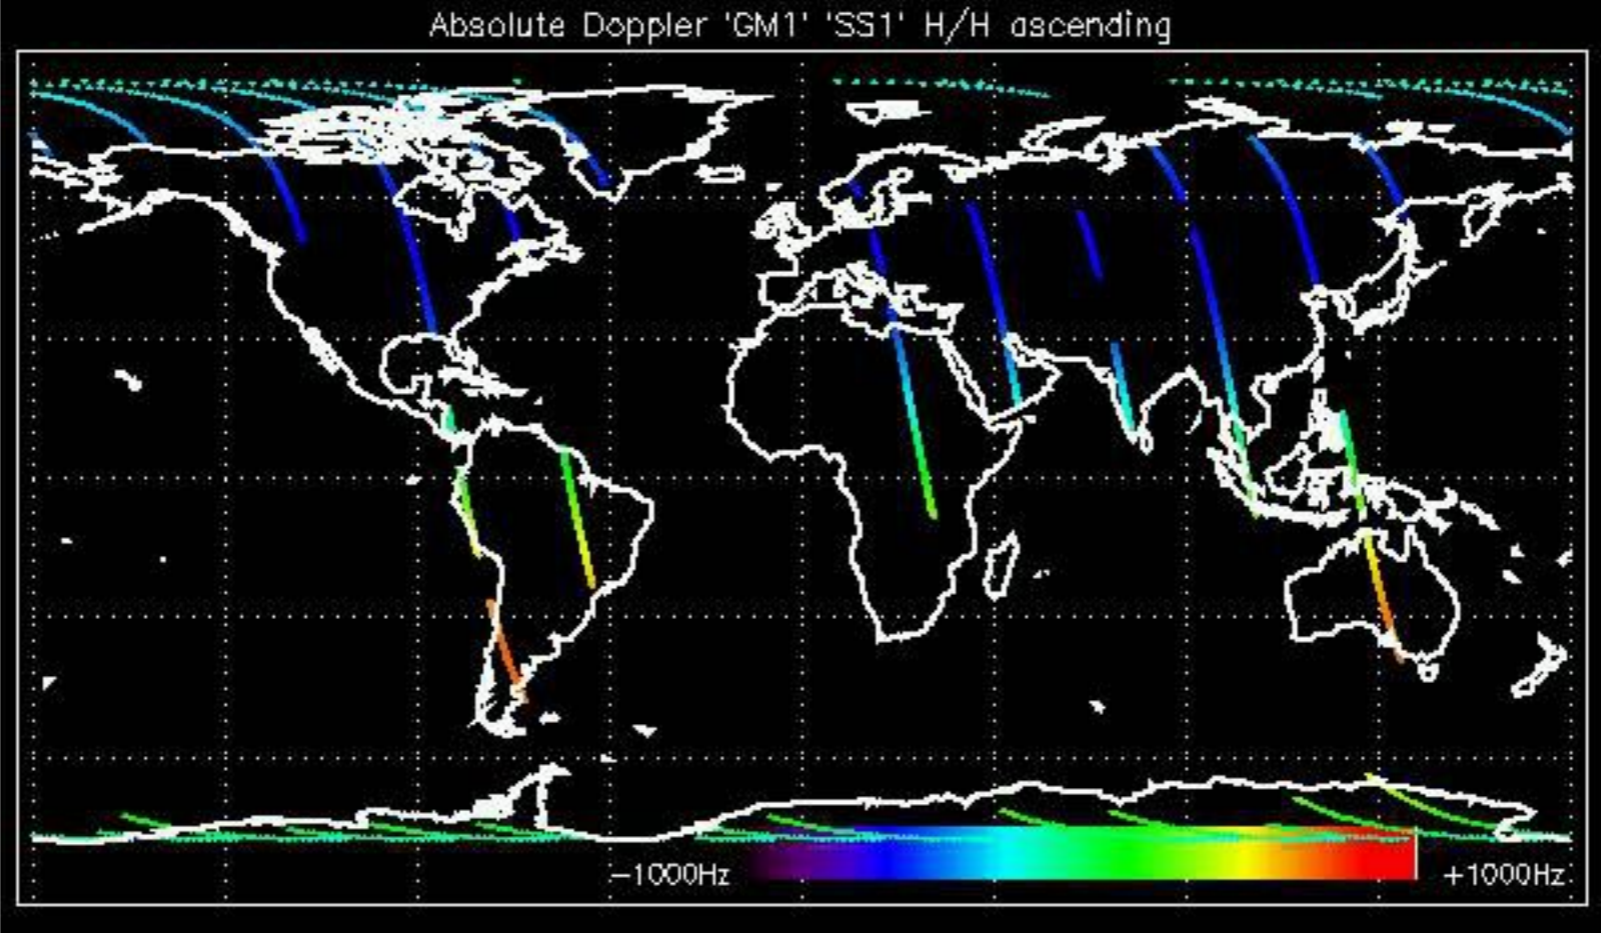 Absolute Doppler 'GM1' 'SS1' H/H ascending
−1000Hz +1000Hz